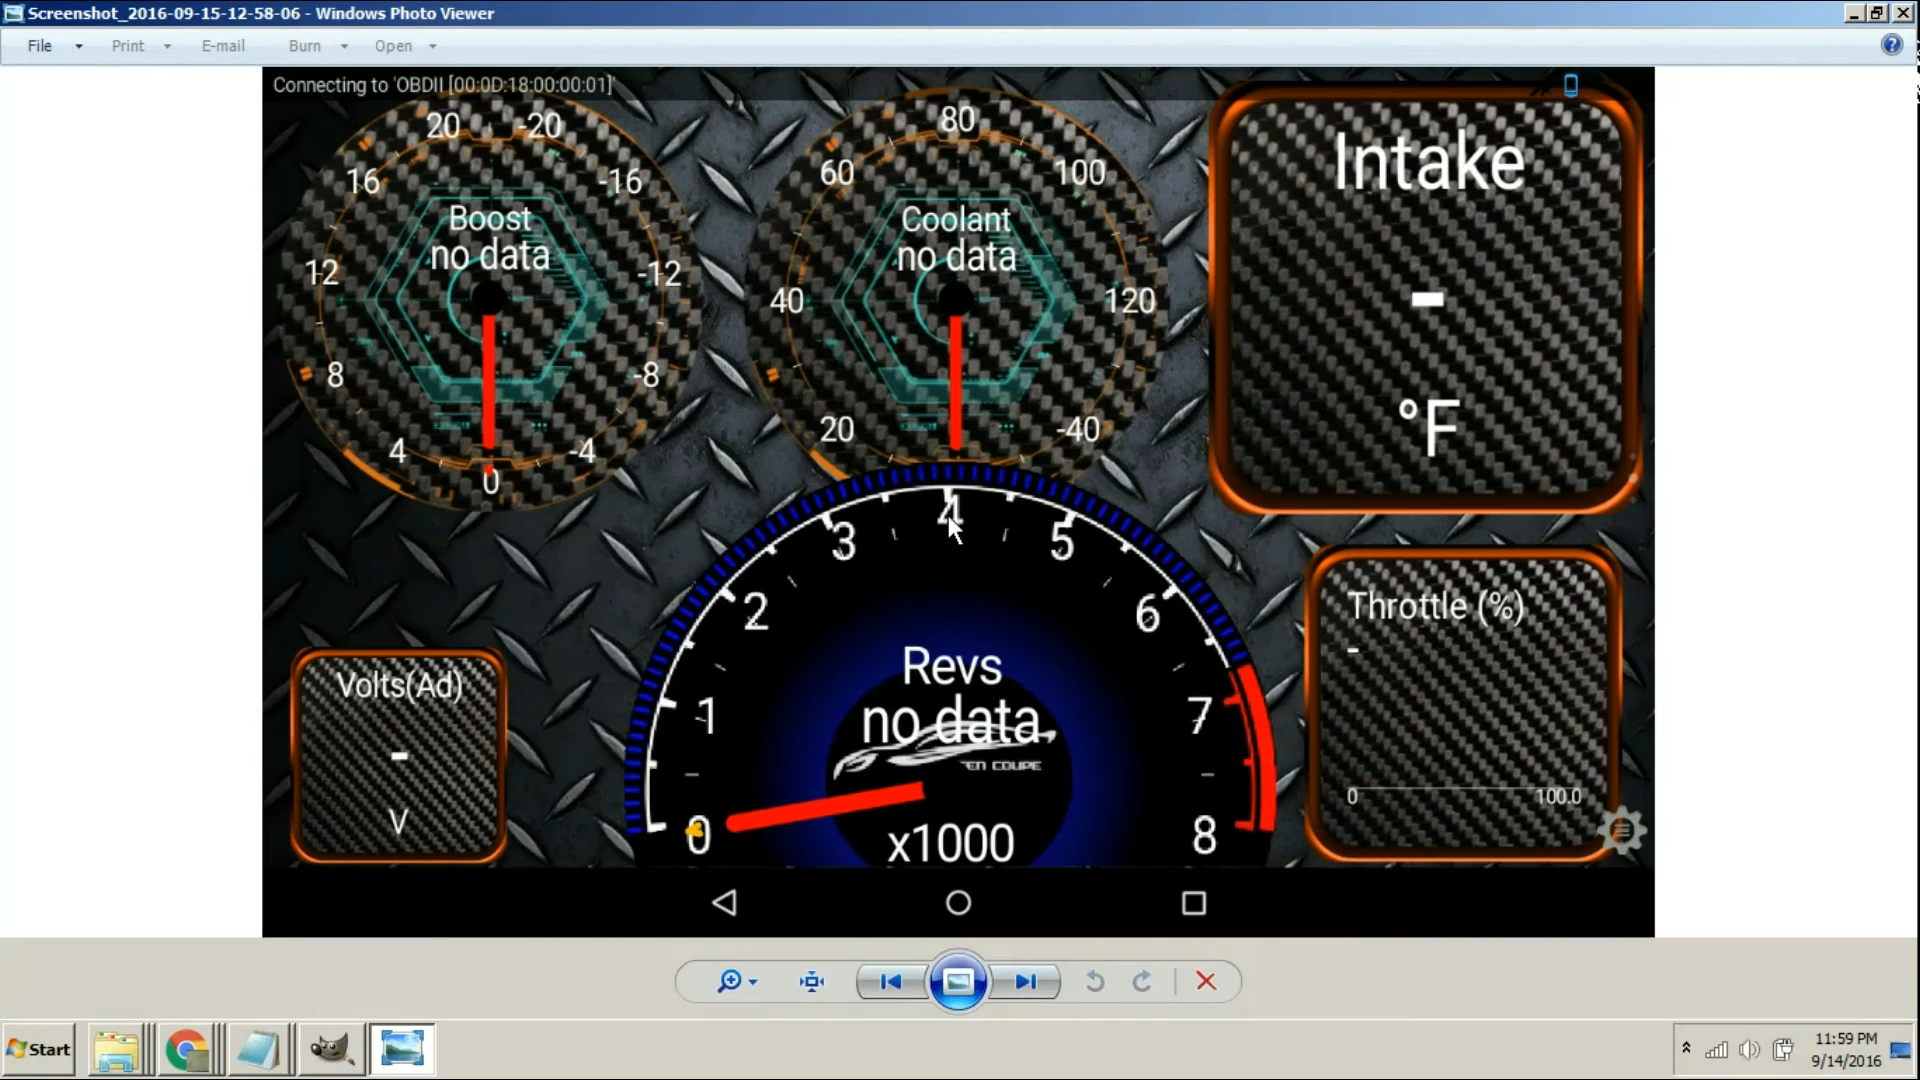 Screenshot_2016-09-15-12-58-06 - Windows Photo Viewer
File Print E-mail Burn Open
Connecting to 'OBDII [00:0D:18:00:00:01]'
20 -20
16 -16
Boost
no data
12 -12
8 -8
4 -4
0
80
60 100
Coolant
no data
40 120
20 -40
Intake
-
°F
4
3 5
2 6
1 7
0 8
Revs
no data
EN COUPE
x1000
Volts(Ad)
-
V
Throttle (%)
-
0 100.0
Start
11:59 PM
9/14/2016